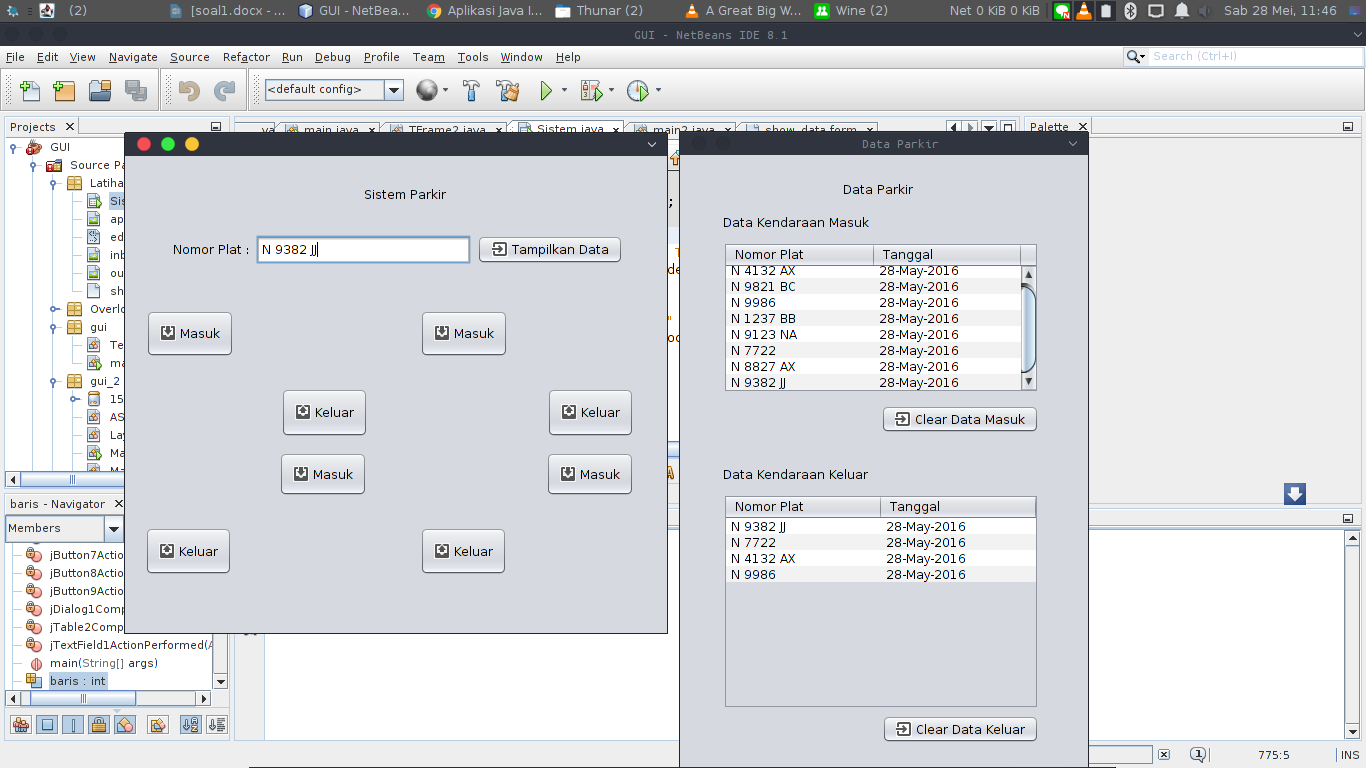 (2) [soal1.docx - ... GUI - NetBea... Aplikasi Java I... Thunar (2) A Great Big W... Wine (2) Net 0 KiB 0 KiB Sab 28 Mei, 11:46
GUI - NetBeans IDE 8.1
File Edit View Navigate Source Refactor Run Debug Profile Team Tools Window Help Search (Ctrl+I)
<default config>
Projects
main.java TFrame2.java Sistem.java main2.java show_data.form
Palette
GUI
Source Pa
Latiha
Sis
ap
ed
inb
ou
sh
Overlo
gui
Te
ma
gui_2
15
AS
Lay
Ma
Sistem Parkir
Nomor Plat : N 9382 JJ Tampilkan Data
Masuk Masuk
Keluar Keluar
Masuk Masuk
Keluar Keluar
Data Parkir
Data Parkir
Data Kendaraan Masuk
Nomor Plat Tanggal
N 4132 AX 28-May-2016
N 9821 BC 28-May-2016
N 9986 28-May-2016
N 1237 BB 28-May-2016
N 9123 NA 28-May-2016
N 7722 28-May-2016
N 8827 AX 28-May-2016
N 9382 JJ 28-May-2016
Clear Data Masuk
Data Kendaraan Keluar
Nomor Plat Tanggal
N 9382 JJ 28-May-2016
N 7722 28-May-2016
N 4132 AX 28-May-2016
N 9986 28-May-2016
Clear Data Keluar
baris - Navigator
Members
jButton7Actio
jButton8Actio
jButton9Actio
jDialog1Comp
jTable2Comp
jTextField1ActionPerformed(A
main(String[] args)
baris : int
775:5 INS